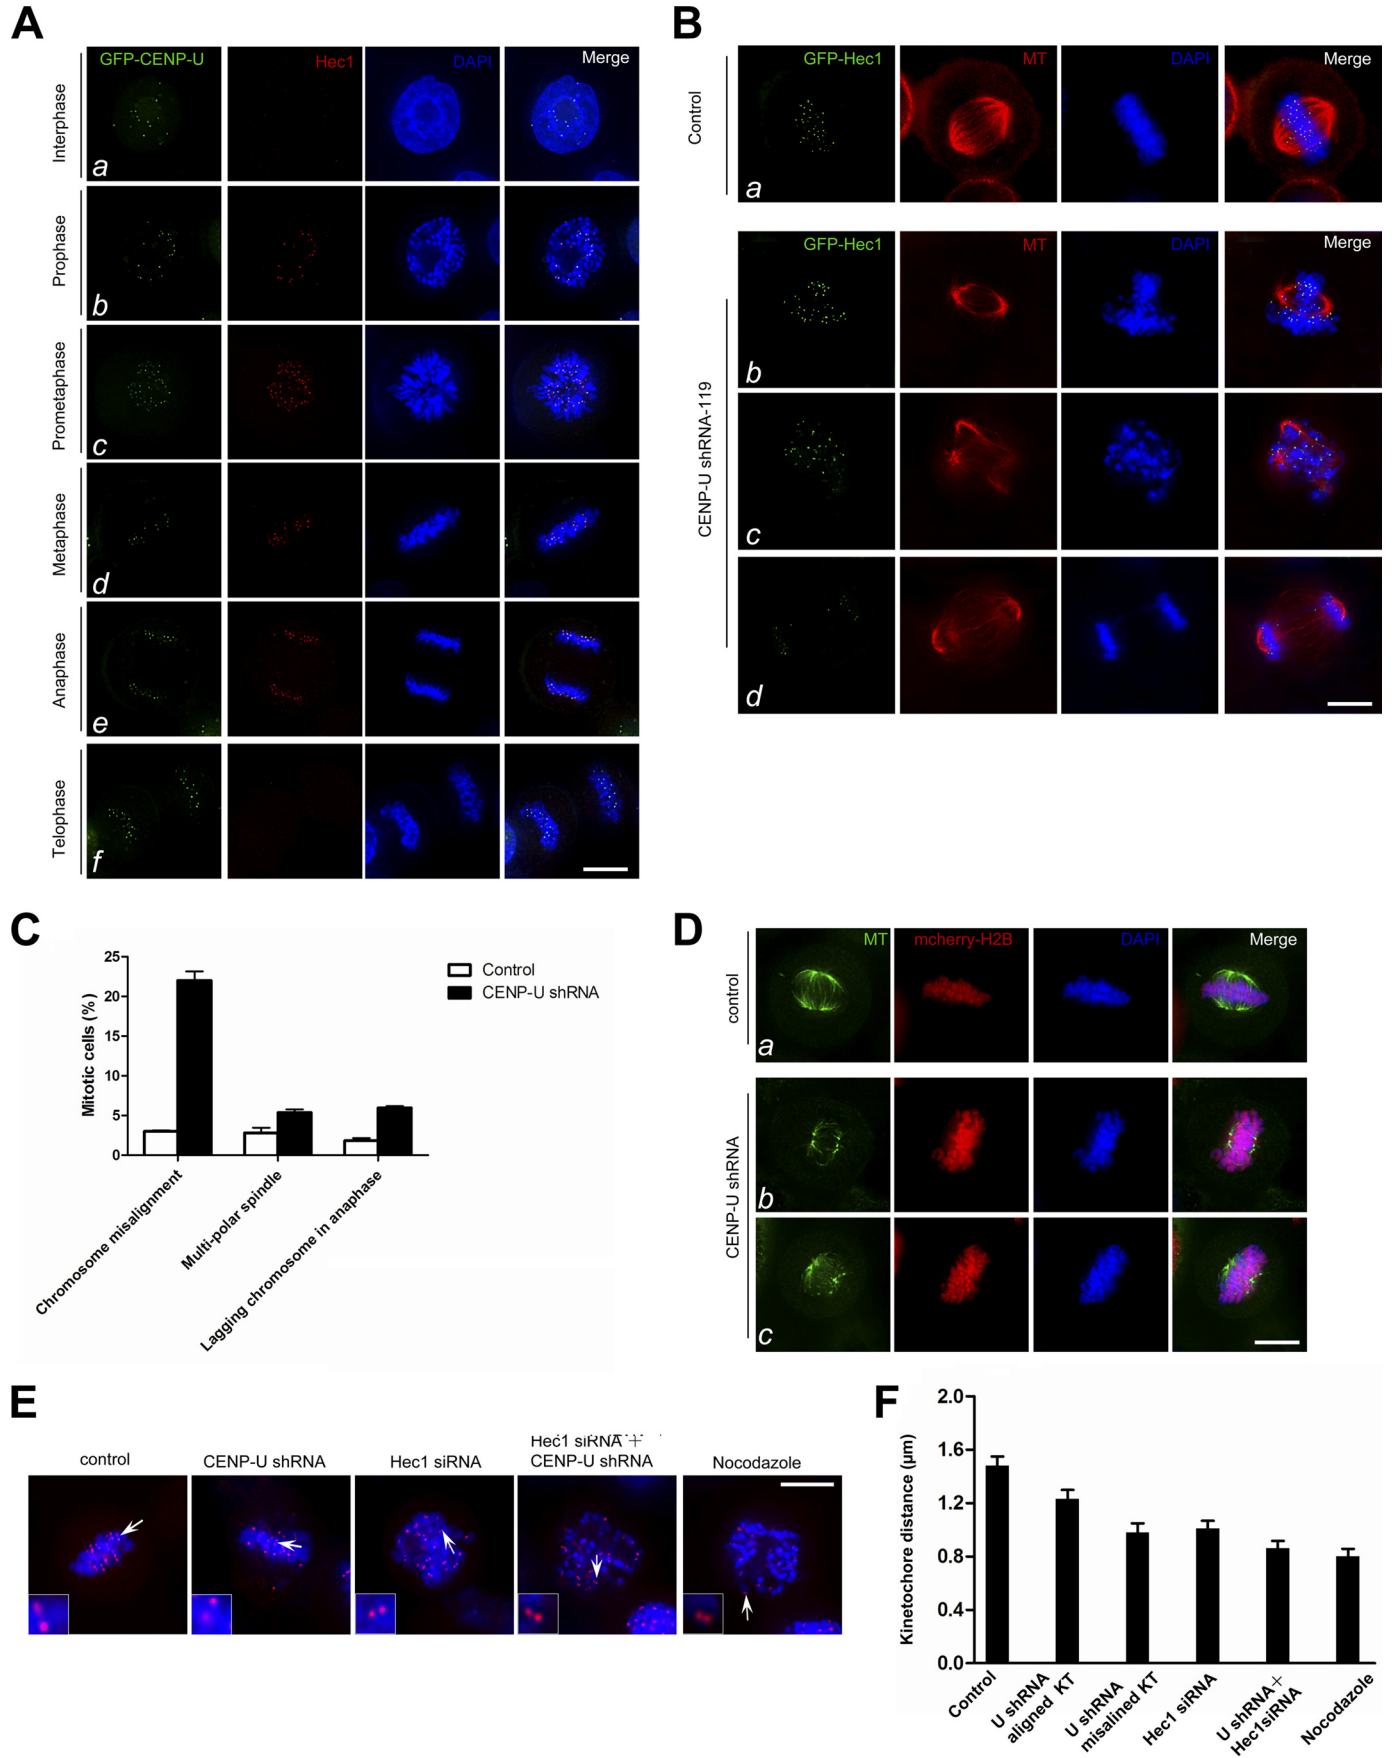 A
GFP-CENP-U
Hec1
DAPI
Merge
Interphase
a
Prophase
b
Prometaphase
c
Metaphase
d
Anaphase
e
Telophase
f
B
GFP-Hec1
MT
DAPI
Merge
Control
a
GFP-Hec1
MT
DAPI
Merge
CENP-U shRNA-119
b
c
d
C
Mitotic cells (%)
25
20
15
10
5
0
Control
CENP-U shRNA
Chromosome misalignment
Multi-polar spindle
Lagging chromosome in anaphase
D
MT
mcherry-H2B
DAPI
Merge
control
a
CENP-U shRNA
b
c
E
control
CENP-U shRNA
Hec1 siRNA
Hec1 siRNA +
CENP-U shRNA
Nocodazole
F
Kinetochore distance (μm)
2.0
1.6
1.2
0.8
0.4
0.0
Control
U shRNA
aligned KT
U shRNA
misalined KT
Hec1 siRNA
U shRNA+
Hec1siRNA
Nocodazole